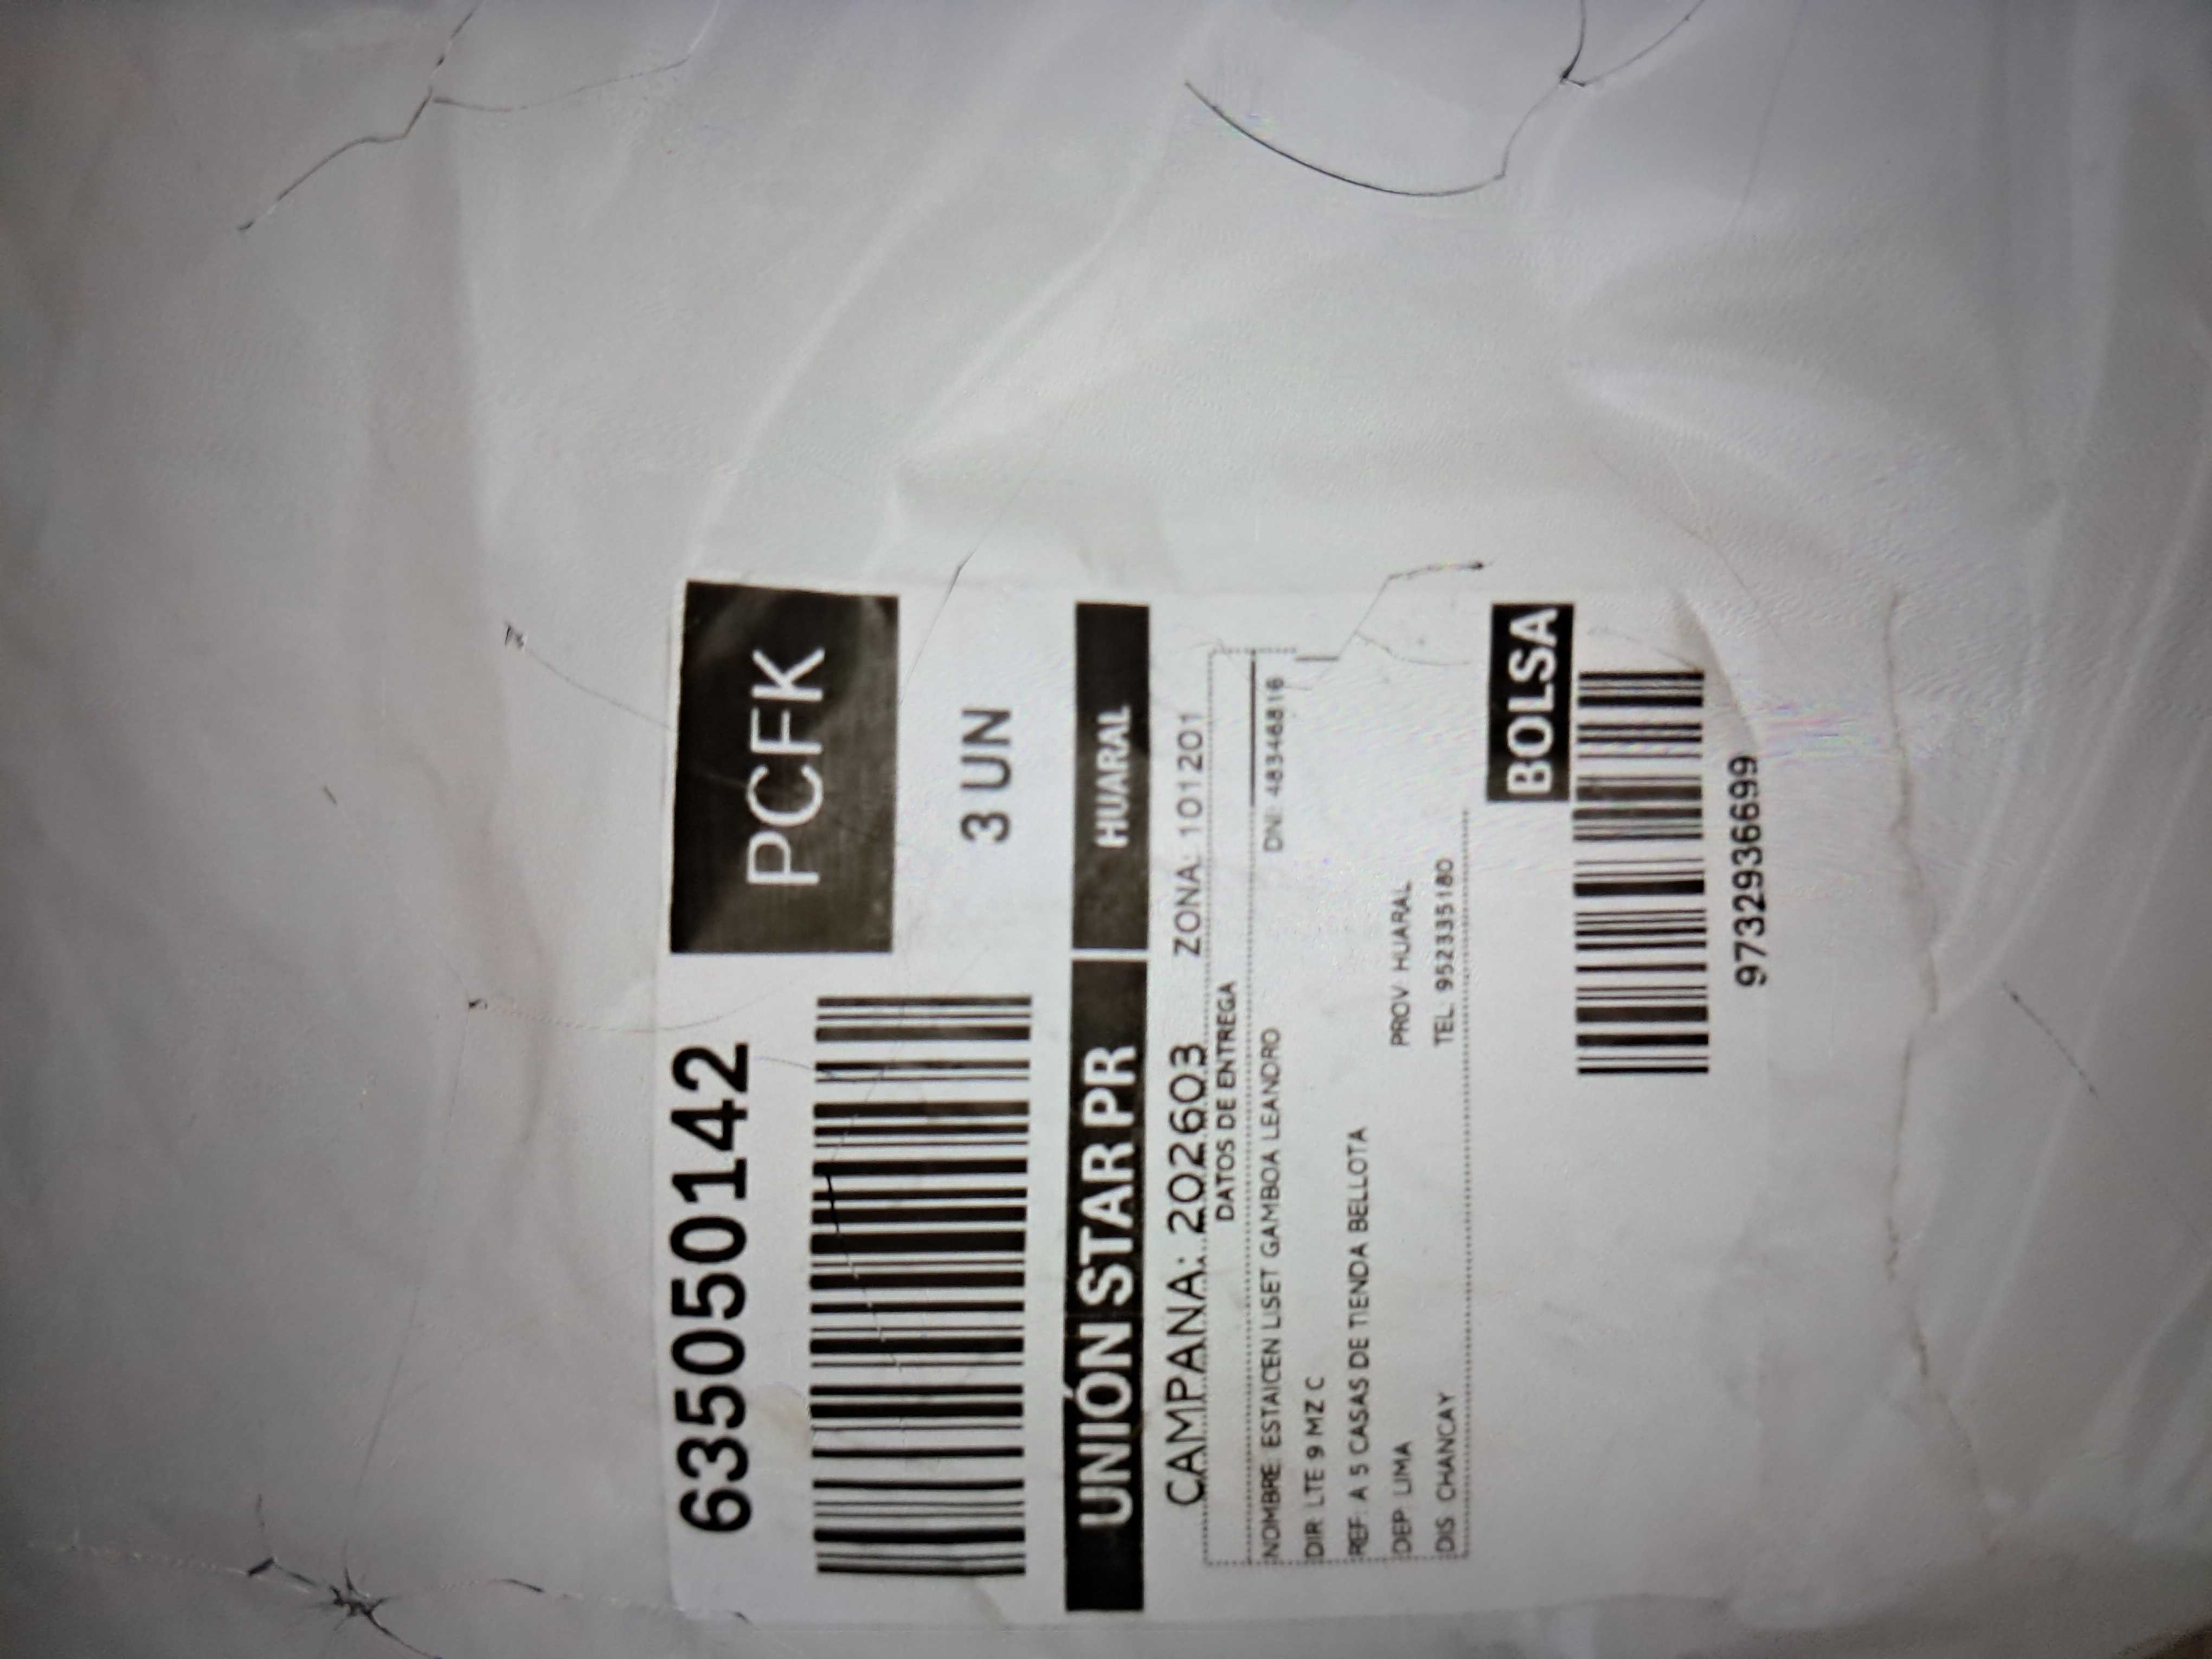 635050142
PCFK
3 UN
UNIÓN STAR PR HUARAL
CAMPANA: 202603 ZONA: 101201
DATOS DE ENTREGA
NOMBRE: ESTAICEN LISET GAMBOA LEANDRO DNI: 483468816
DIR: LTE 9 MZ C
REF: A 5 CASAS DE TIENDA BELLOTA
DEP: LIMA PROV: HUARAL
DIS: CHANCAY TEL: 952335180
BOLSA
9732936699